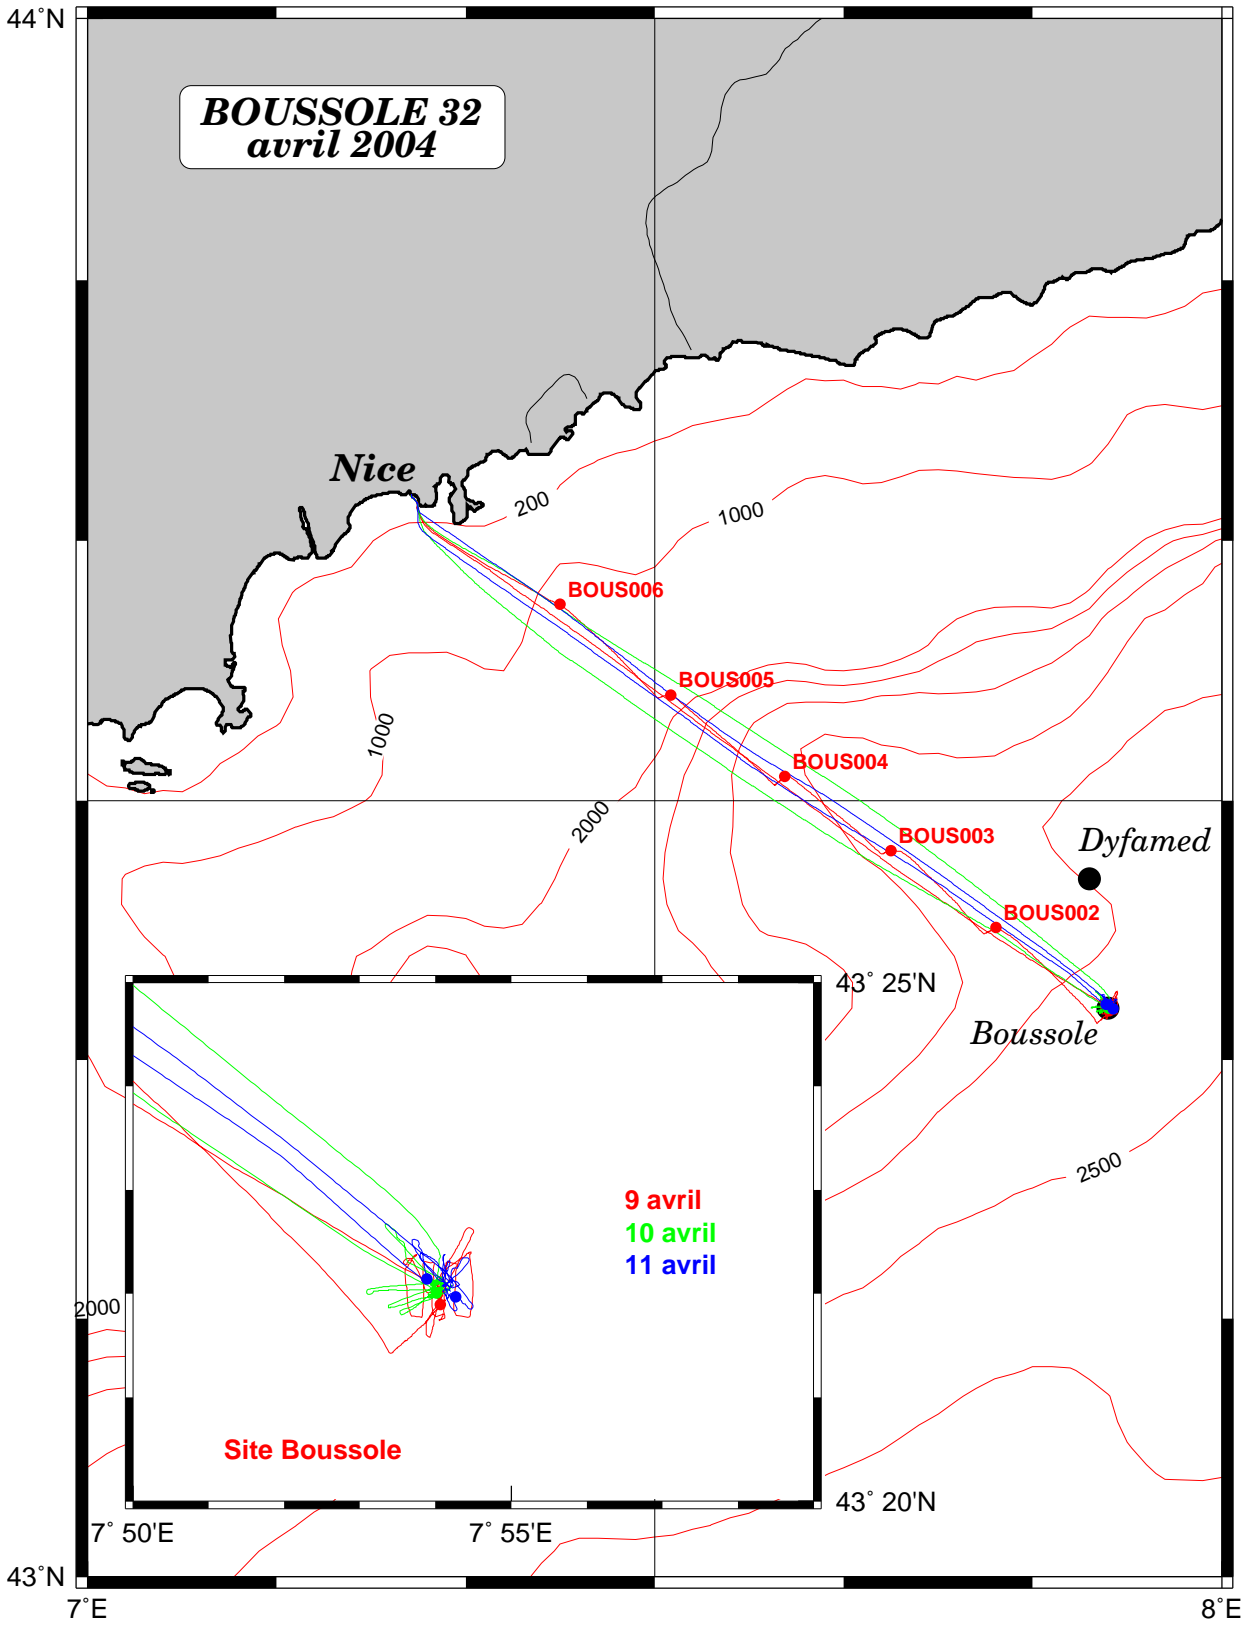 44°N
BOUSSOLE 32
avril 2004
Nice
200
1000
BOUS006
BOUS005
1000
BOUS004
2000
BOUS003
Dyfamed
BOUS002
43° 25'N
Boussole
2500
9 avril
10 avril
11 avril
2000
Site Boussole
43° 20'N
7° 50'E
7° 55'E
43°N
7°E
8°E